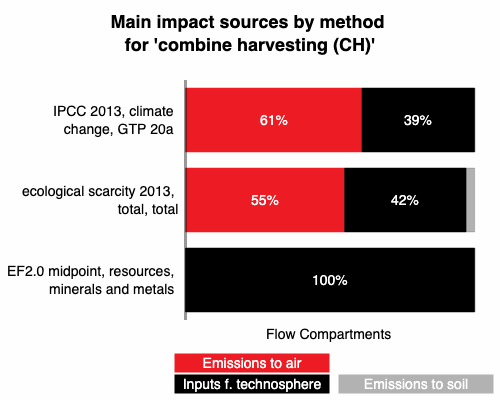 Main impact sources by method
for 'combine harvesting (CH)'
IPCC 2013, climate
change, GTP 20a
61%
39%
ecological scarcity 2013,
total, total
55%
42%
EF2.0 midpoint, resources,
minerals and metals
100%
Flow Compartments
Emissions to air
Inputs f. technosphere
Emissions to soil